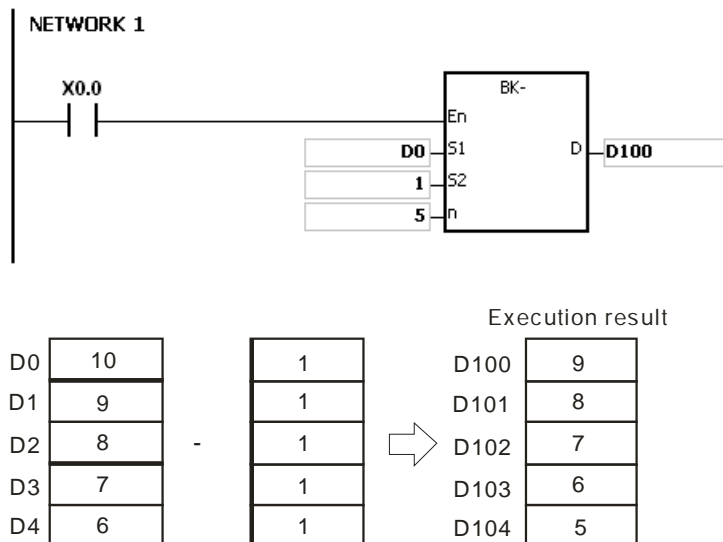 NETWORK 1
X0.0
BK-
En
D0 S1 D D100
1 S2
5 n
Execution result
D0 10 1 D100 9
D1 9 1 D101 8
D2 8 - 1 D102 7
D3 7 1 D103 6
D4 6 1 D104 5